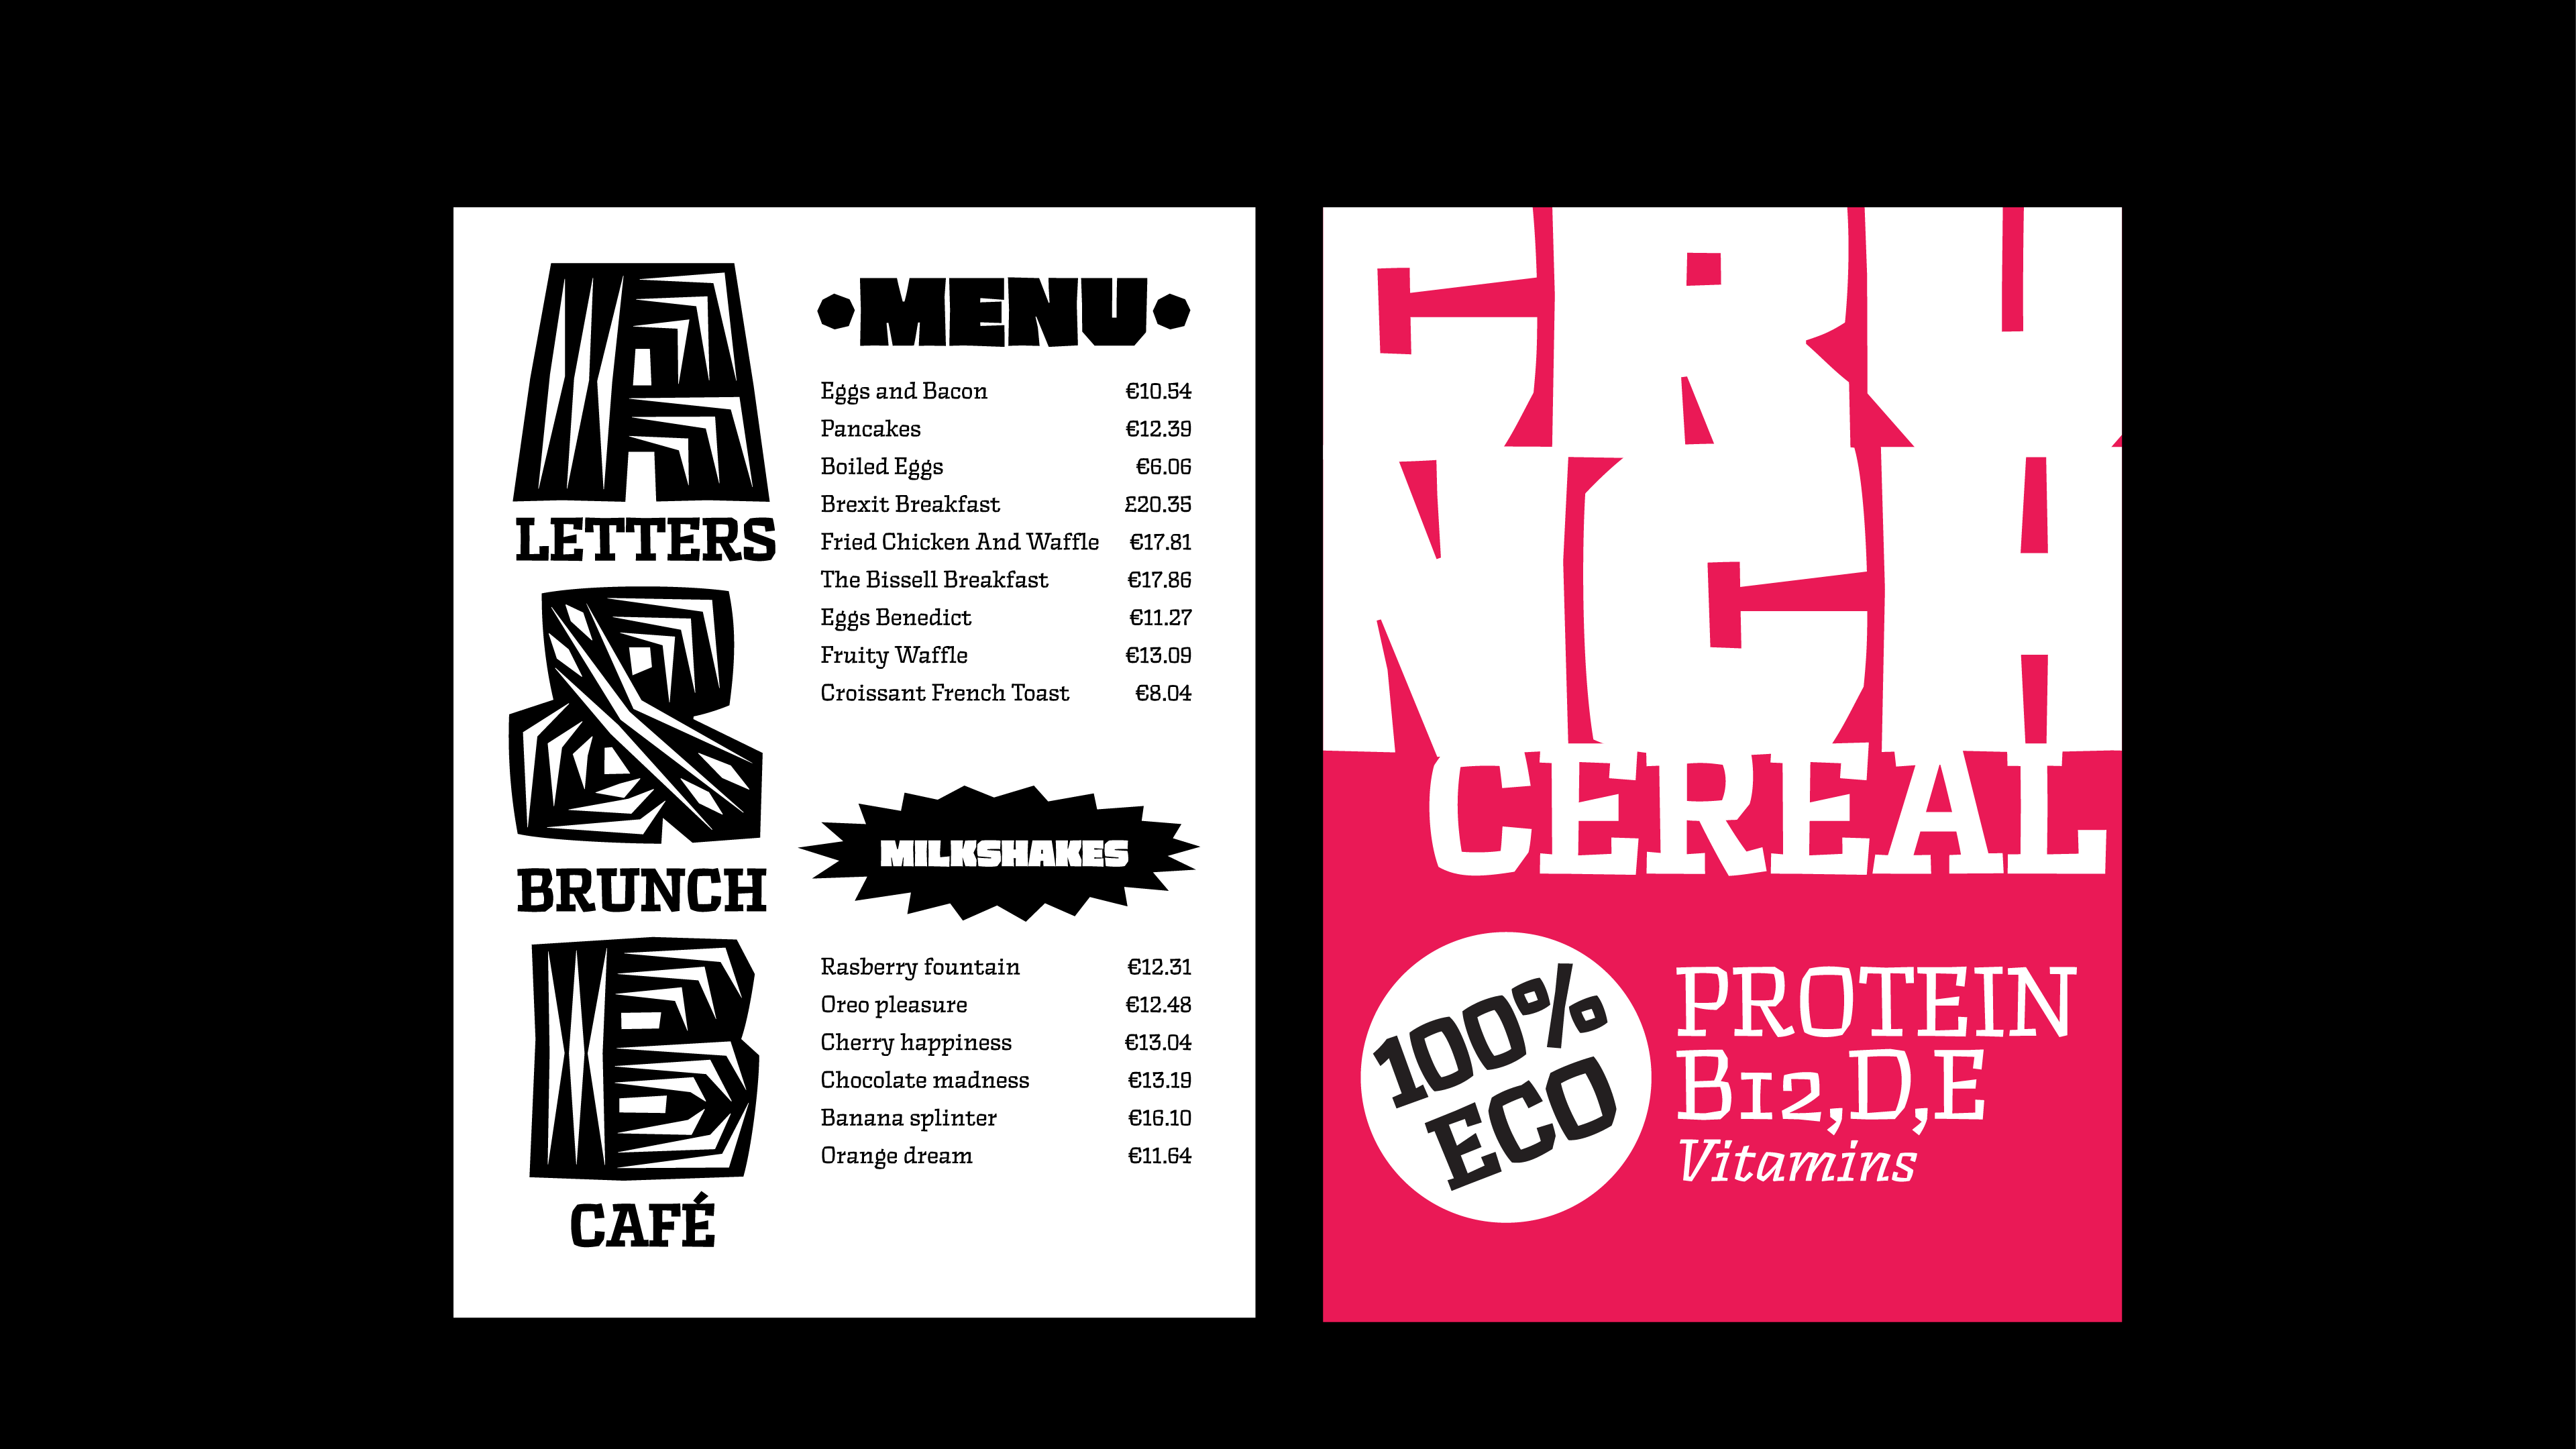 A
LETTERS
&
BRUNCH
B
CAFÉ
MENU
Eggs and Bacon €10.54
Pancakes €12.39
Boiled Eggs €6.06
Brexit Breakfast £20.35
Fried Chicken And Waffle €17.81
The Bissell Breakfast €17.86
Eggs Benedict €11.27
Fruity Waffle €13.09
Croissant French Toast €8.04
MILKSHAKES
Rasberry fountain €12.31
Oreo pleasure €12.48
Cherry happiness €13.04
Chocolate madness €13.19
Banana splinter €16.10
Orange dream €11.64
CRU
NCH
CEREAL
100%
ECO
PROTEIN
B12,D,E
Vitamins